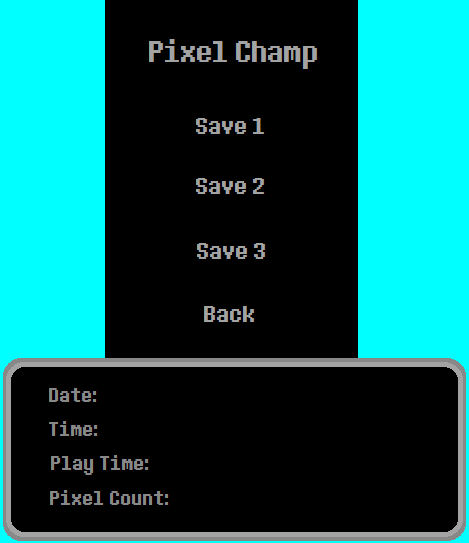 Pixel Champ
Save 1
Save 2
Save 3
Back
Date:
Time:
Play Time:
Pixel Count: